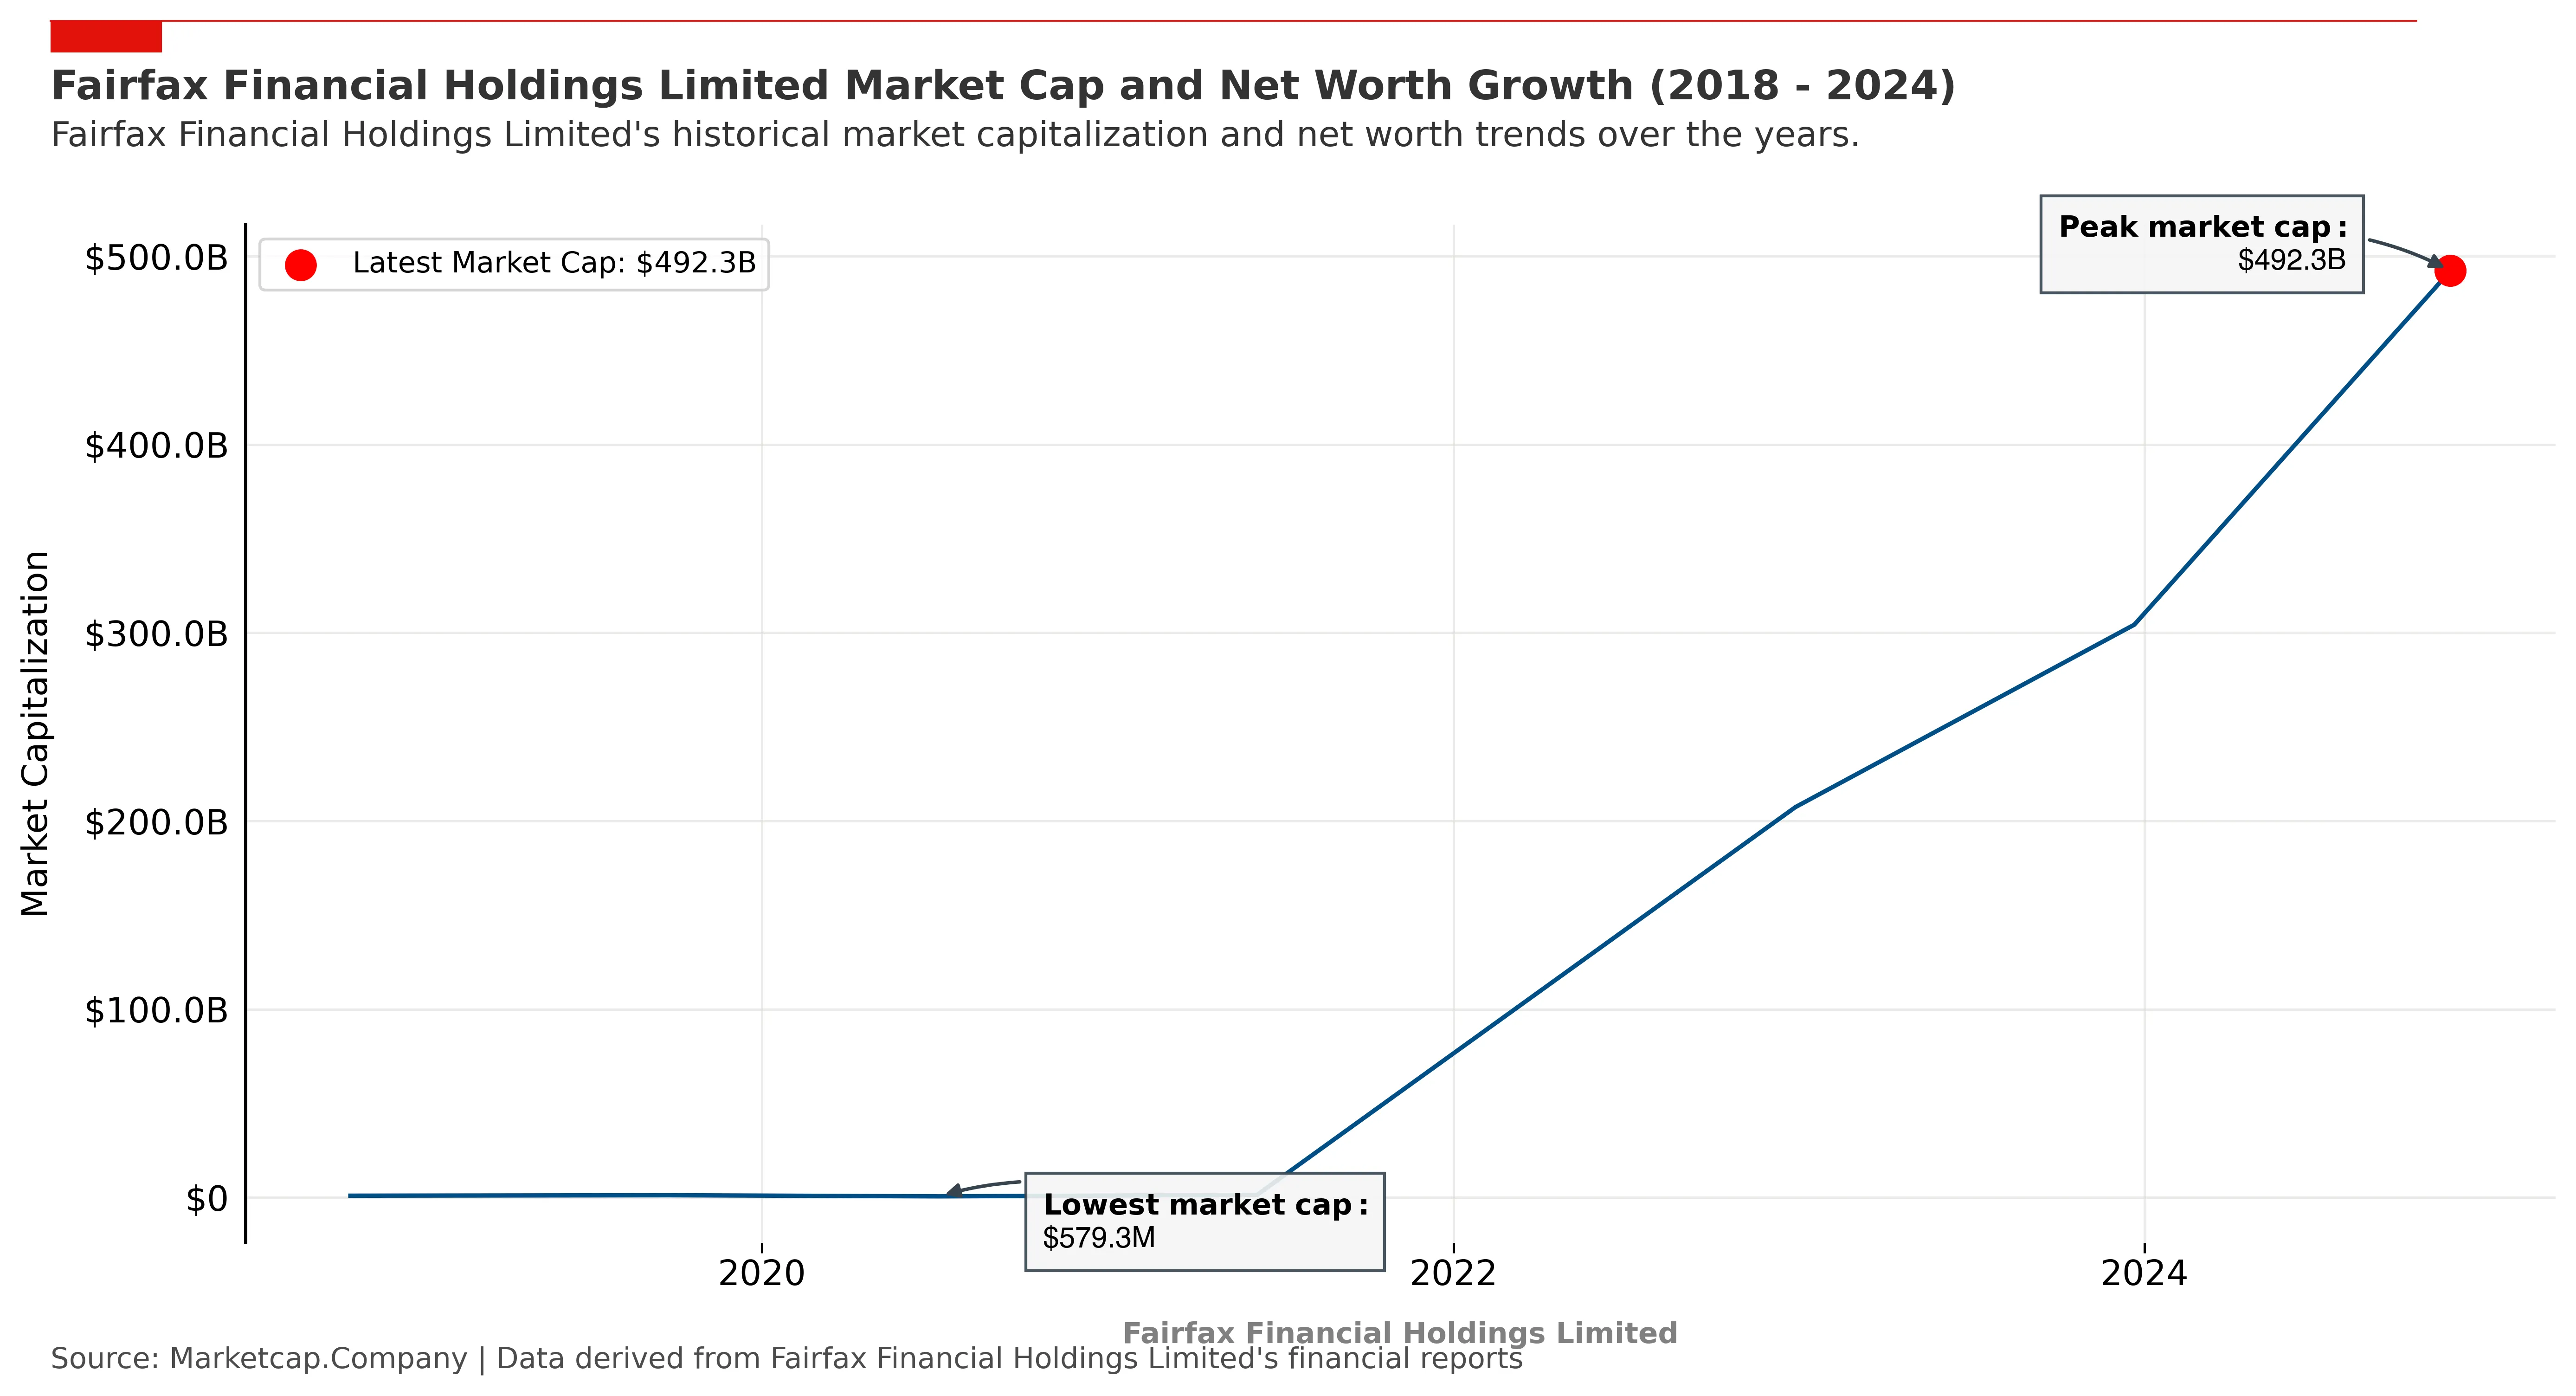 Fairfax Financial Holdings Limited Market Cap and Net Worth Growth (2018 - 2024)
Fairfax Financial Holdings Limited's historical market capitalization and net worth trends over the years.
Peak market cap:
$492.3B
Latest Market Cap: $492.3B
$500.0B
$400.0B
$300.0B
$200.0B
$100.0B
$0
Market Capitalization
Lowest market cap:
$579.3M
2020
2022
2024
Fairfax Financial Holdings Limited
Source: Marketcap.Company | Data derived from Fairfax Financial Holdings Limited's financial reports